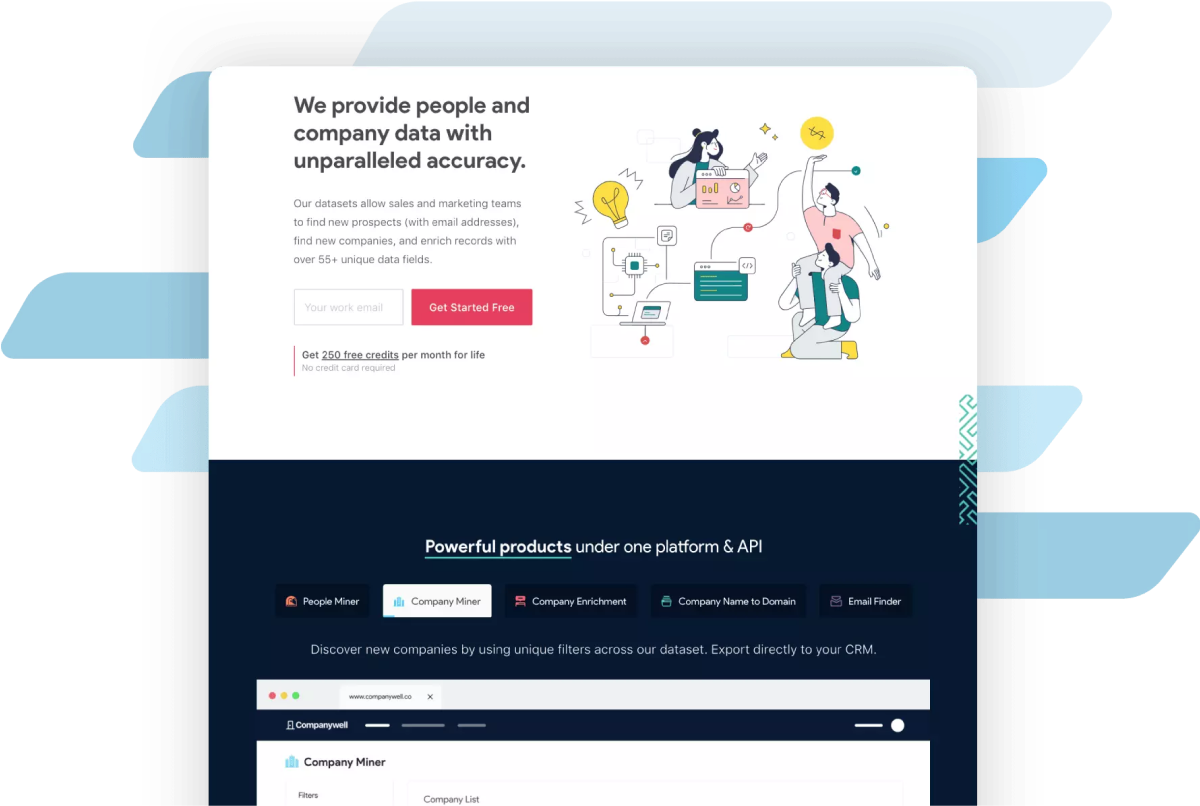 We provide people and
company data with
unparalleled accuracy.
Our datasets allow sales and marketing teams
to find new prospects (with email addresses),
find new companies, and enrich records with
over 55+ unique data fields.
Your work email
Get Started Free
Get 250 free credits per month for life
No credit card required
Powerful products under one platform & API
People Miner
Company Miner
Company Enrichment
Company Name to Domain
Email Finder
Discover new companies by using unique filters across our dataset. Export directly to your CRM.
www.companywell.co
Companywell
Company Miner
Filters
Company List